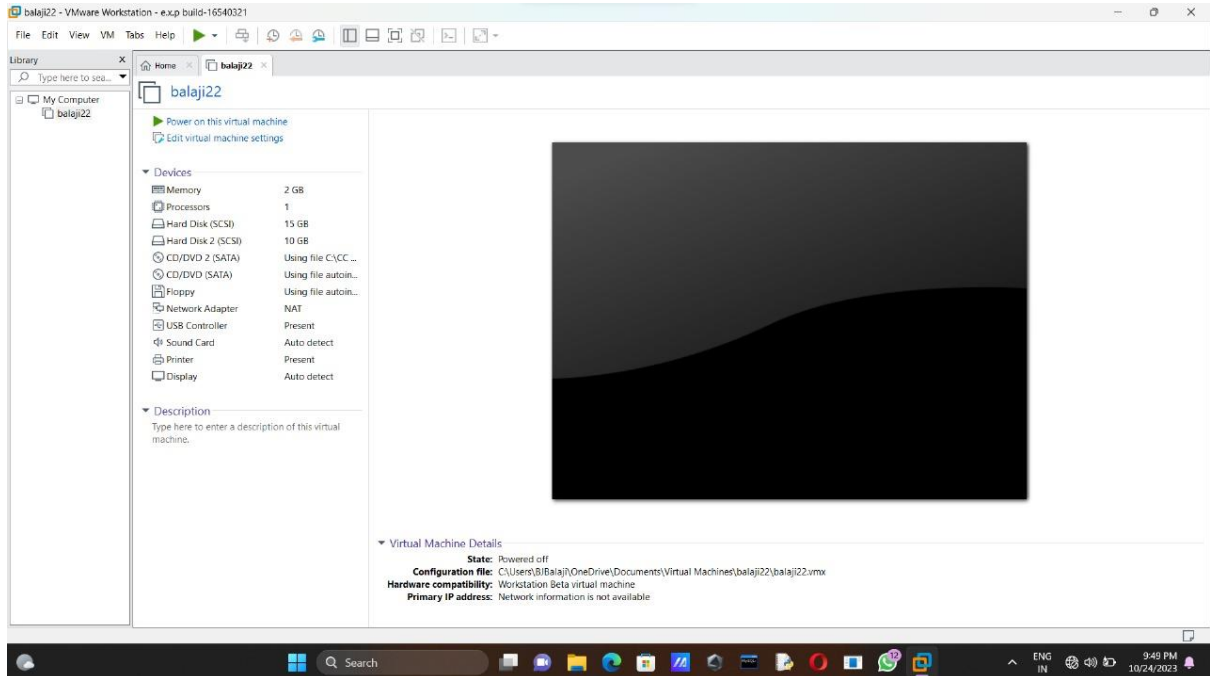 balaji22 - VMware Workstation - e.x.p build-16540321
File Edit View VM Tabs Help
Library X
Type here to sea...
My Computer
balaji22
Home balaji22
balaji22
Power on this virtual machine
Edit virtual machine settings
Devices
Memory 2 GB
Processors 1
Hard Disk (SCSI) 15 GB
Hard Disk 2 (SCSI) 10 GB
CD/DVD 2 (SATA) Using file C:\CC ...
CD/DVD (SATA) Using file autoin...
Floppy Using file autoin...
Network Adapter NAT
USB Controller Present
Sound Card Auto detect
Printer Present
Display Auto detect
Description
Type here to enter a description of this virtual
machine.
Virtual Machine Details
State: Powered off
Configuration file: C:\Users\BJBalaji\OneDrive\Documents\Virtual Machines\balaji22\balaji22.vmx
Hardware compatibility: Workstation Beta virtual machine
Primary IP address: Network information is not available
Search
12
ENG
IN
9:49 PM
10/24/2023